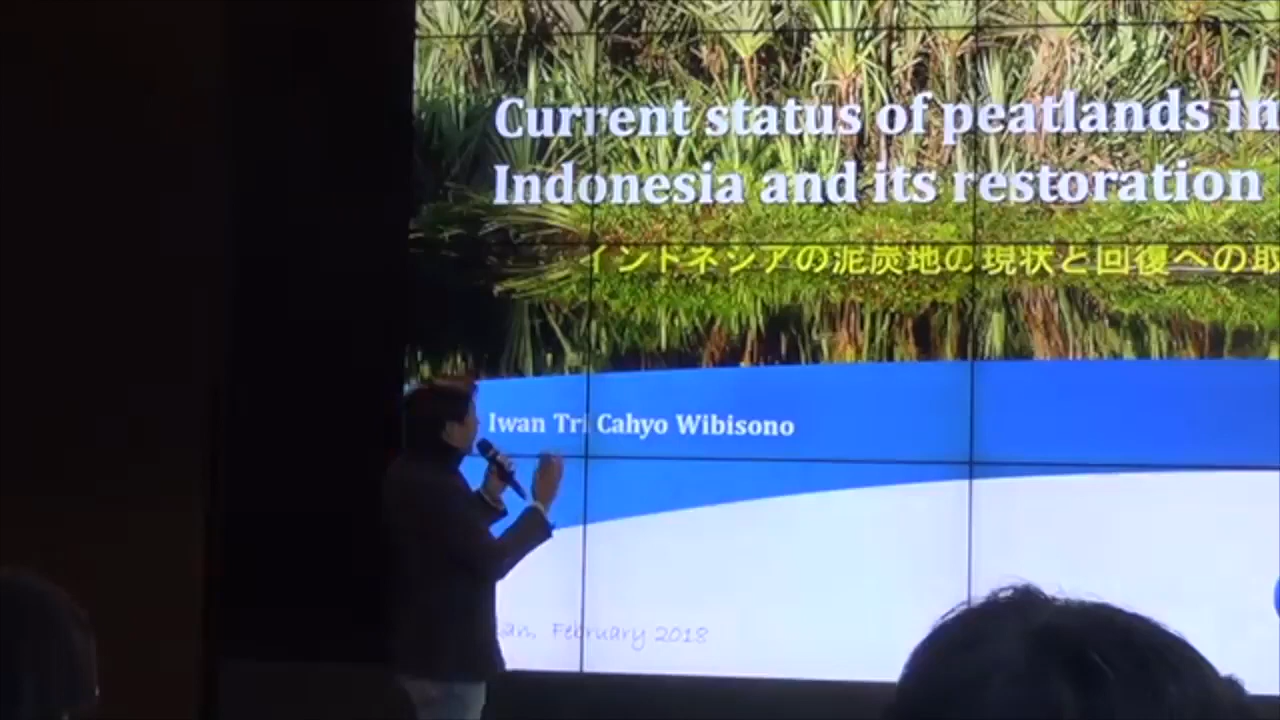 Current status of peatlands in
Indonesia and its restoration
インドネシアの泥炭地の現状と回復への取
Iwan Tri Cahyo Wibisono
February 2018